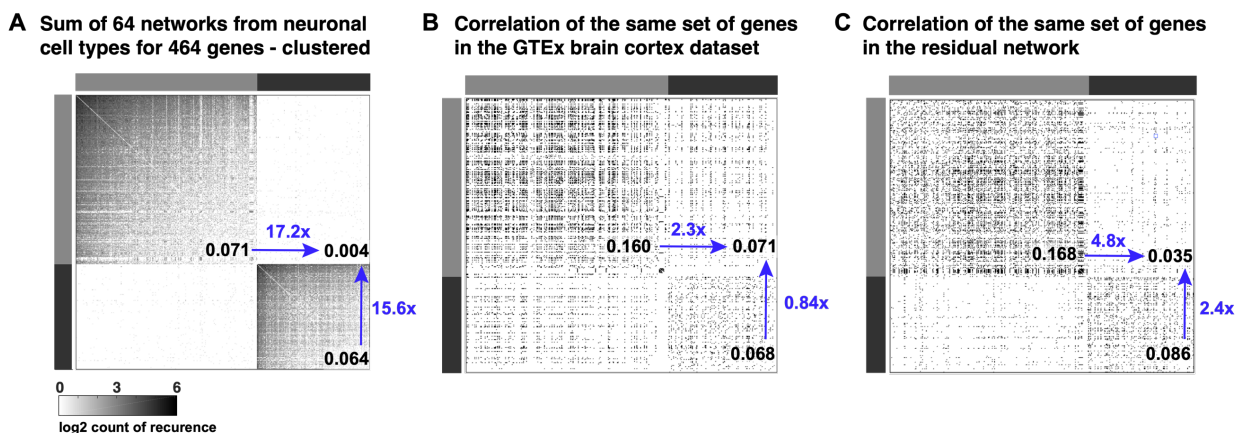 A Sum of 64 networks from neuronal
cell types for 464 genes - clustered
0.071
17.2x
0.004
15.6x
0.064
0 3 6
log2 count of recurence
B Correlation of the same set of genes
in the GTEx brain cortex dataset
0.160
2.3x
0.071
0.84x
0.068
C Correlation of the same set of genes
in the residual network
0.168
4.8x
0.035
2.4x
0.086